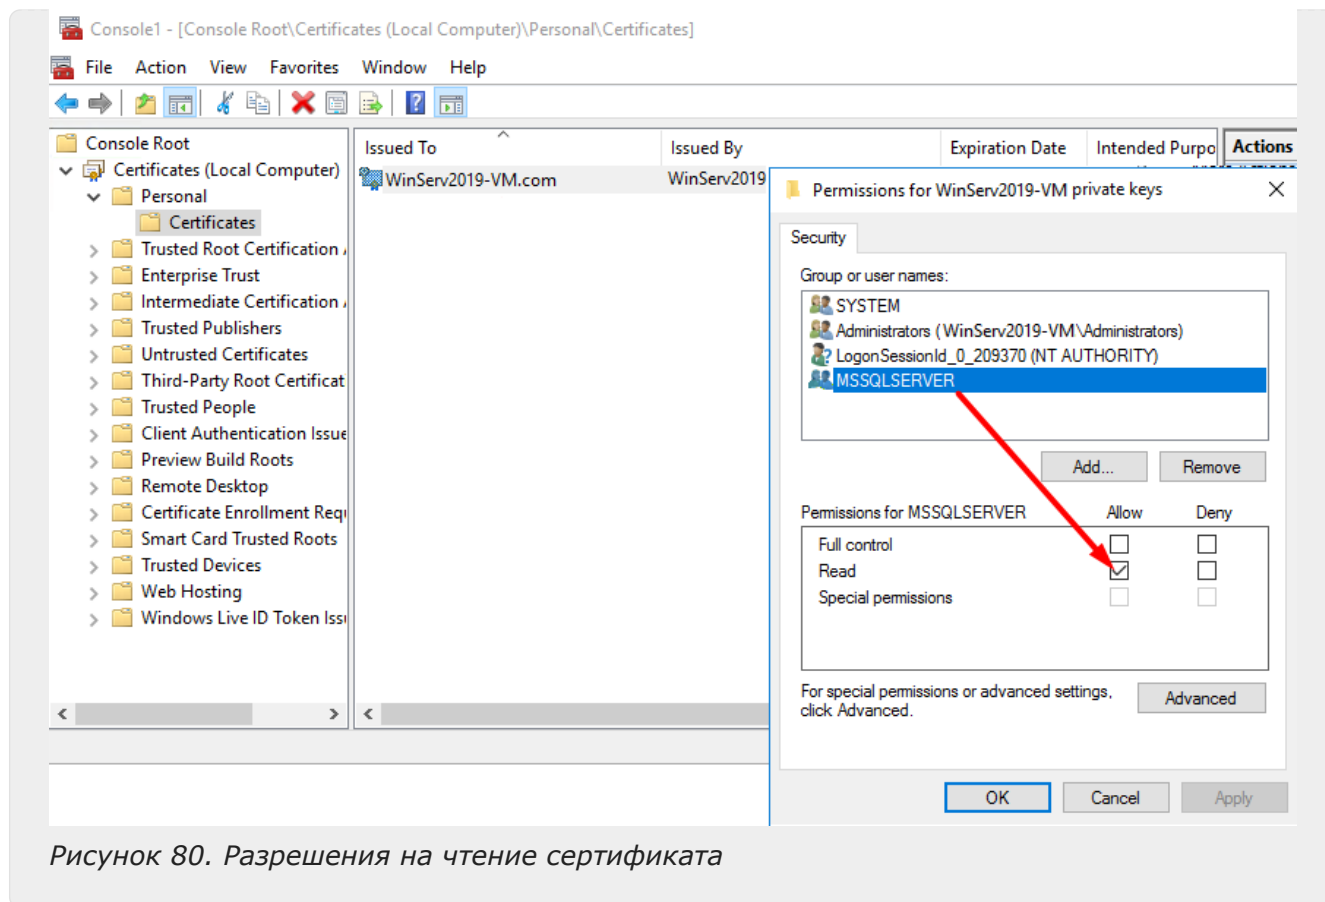 Console1 - [Console Root\Certificates (Local Computer)\Personal\Certificates]
File Action View Favorites Window Help
Console Root
Certificates (Local Computer)
Personal
Certificates
Trusted Root Certification
Enterprise Trust
Intermediate Certification
Trusted Publishers
Untrusted Certificates
Third-Party Root Certificat
Trusted People
Client Authentication Issue
Preview Build Roots
Remote Desktop
Certificate Enrollment Requ
Smart Card Trusted Roots
Trusted Devices
Web Hosting
Windows Live ID Token Issu
Issued To Issued By Expiration Date Intended Purpo
WinServ2019-VM.com WinServ2019
Actions
Permissions for WinServ2019-VM private keys
Security
Group or user names:
SYSTEM
Administrators (WinServ2019-VM\Administrators)
LogonSessionId_0_209370 (NT AUTHORITY)
MSSQLSERVER
Add... Remove
Permissions for MSSQLSERVER Allow Deny
Full control
Read
Special permissions
For special permissions or advanced settings,
click Advanced.
Advanced
OK Cancel Apply
Рисунок 80. Разрешения на чтение сертификата